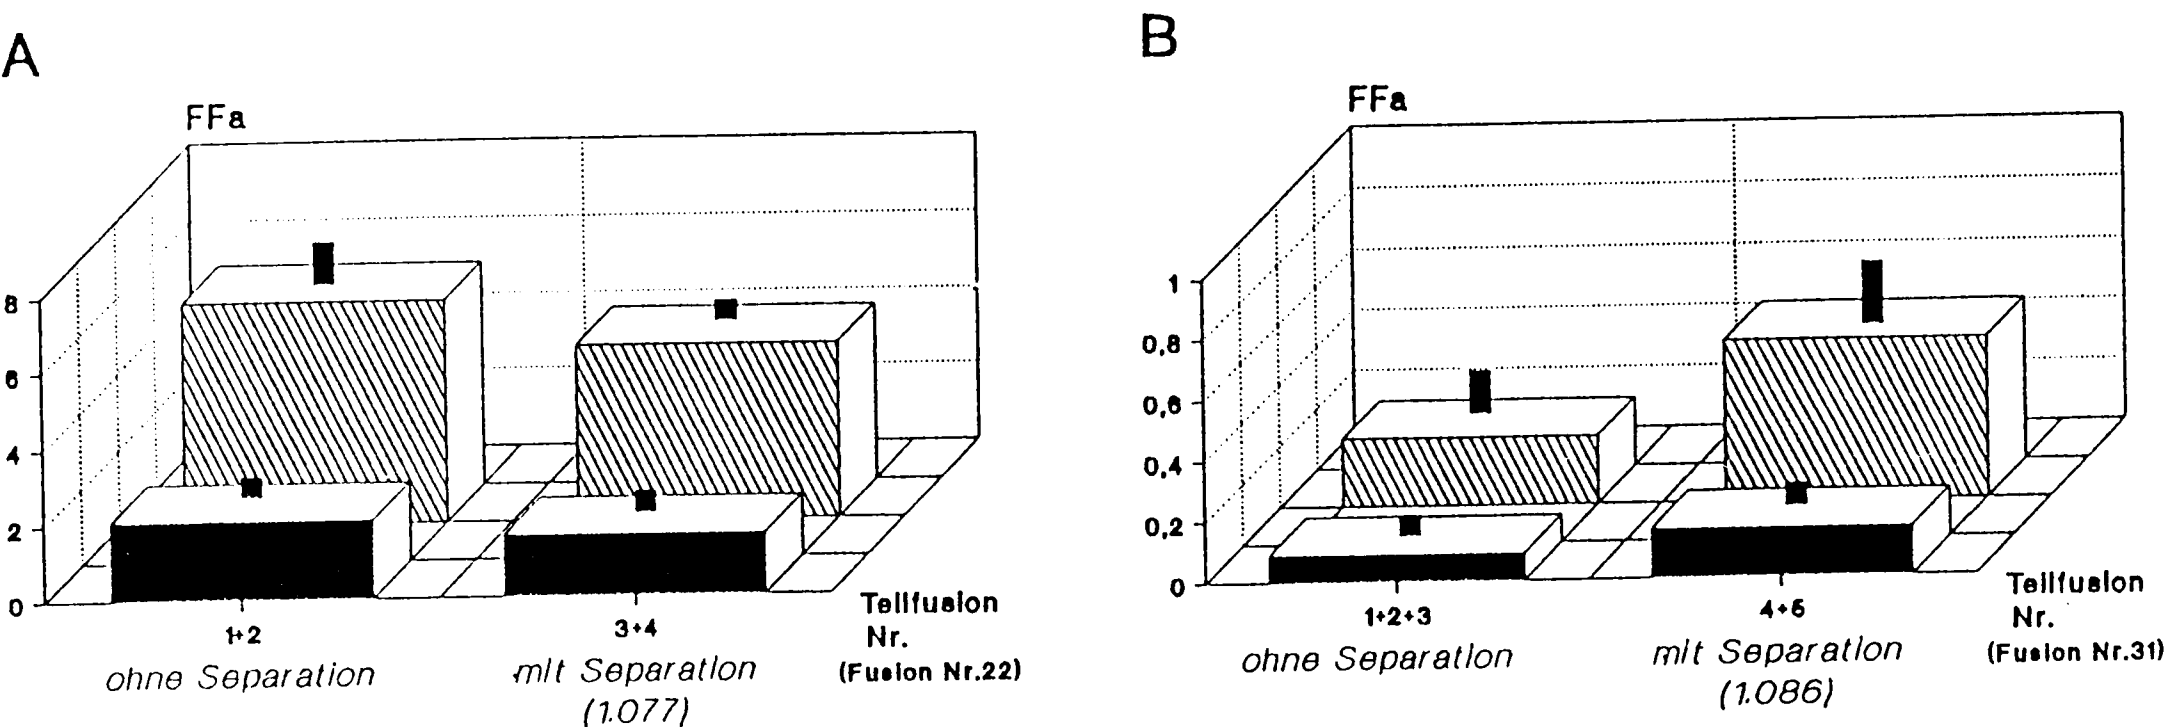 A
FFa
8
6
4
2
0
1+2
3+4
Teilfusion
Nr.
(Fusion Nr.22)
ohne Separation
mit Separation
(1.077)
B
FFa
1
0,8
0,6
0,4
0,2
0
1+2+3
4+5
Teilfusion
Nr.
(Fusion Nr.31)
ohne Separation
mit Separation
(1.086)